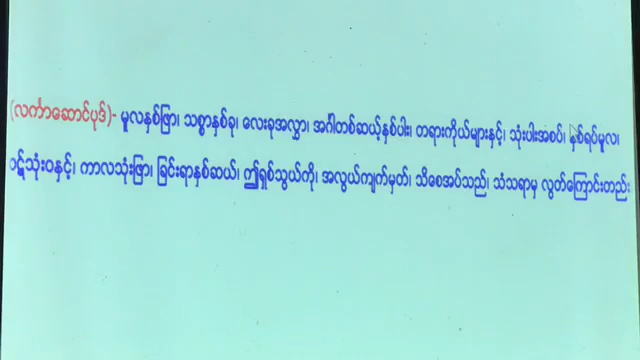 (လင်္ကာဆောင်ပုဒ်)- မူလနှစ်ဖြာ၊ သစ္စာနှစ်ခု၊ လေးခုအလွှာ၊ အင်္ဂါတစ်ဆယ့်နှစ်ပါး၊ တရားကိုယ်များနှင့်၊ သုံးပါးအစပ်၊ နှစ်ရပ်မူလ၊
ဝဋ်သုံးဝနှင့်၊ ကာလသုံးဖြာ၊ ခြင်းရာနှစ်ဆယ်၊ ဤရှစ်သွယ်ကို၊ အလွယ်ကျက်မှတ်၊ သိစေအပ်သည်၊ သံသရာမှ လွတ်ကြောင်းတည်း